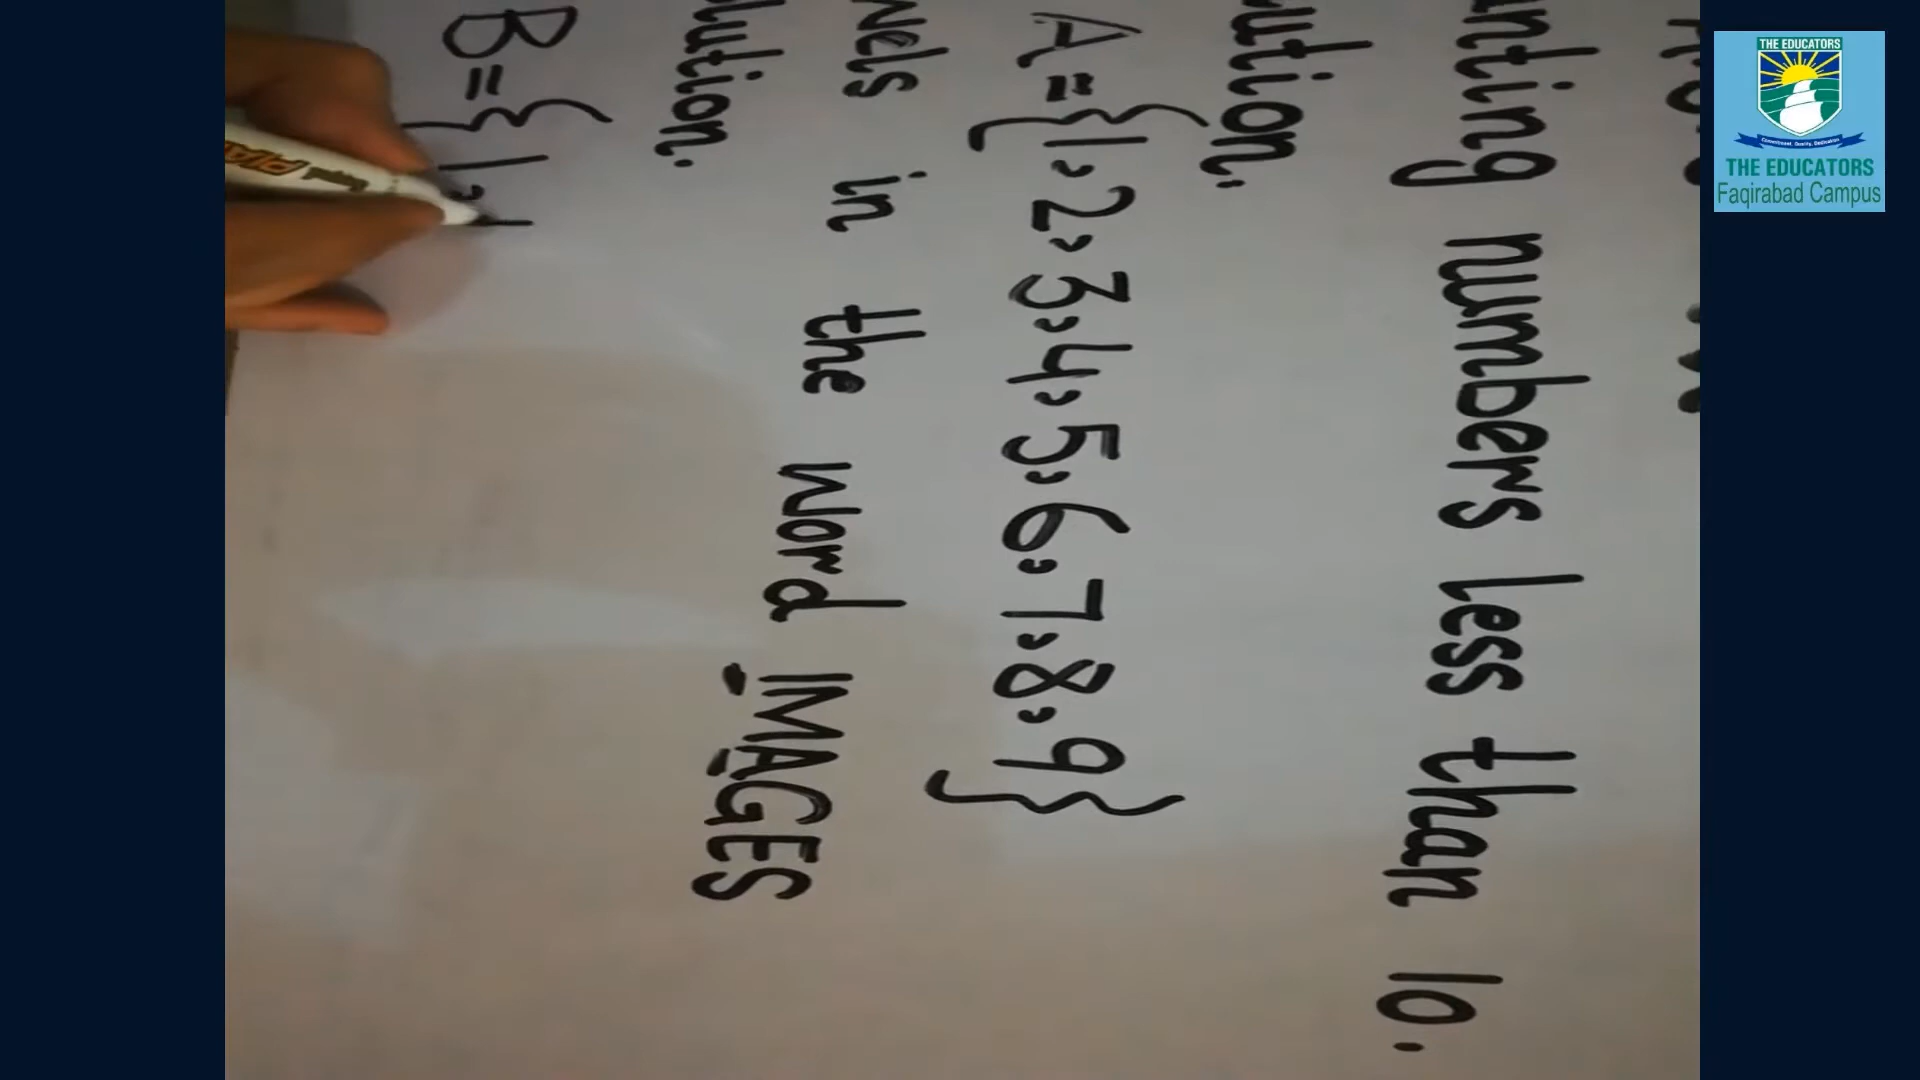 unting numbers less than 10.
ution.
A={1,2,3,4,5,6,7,8,9}
wels in the word IMAGES
lution.
B={I,
THE EDUCATORS
THE EDUCATORS
Faqirabad Campus